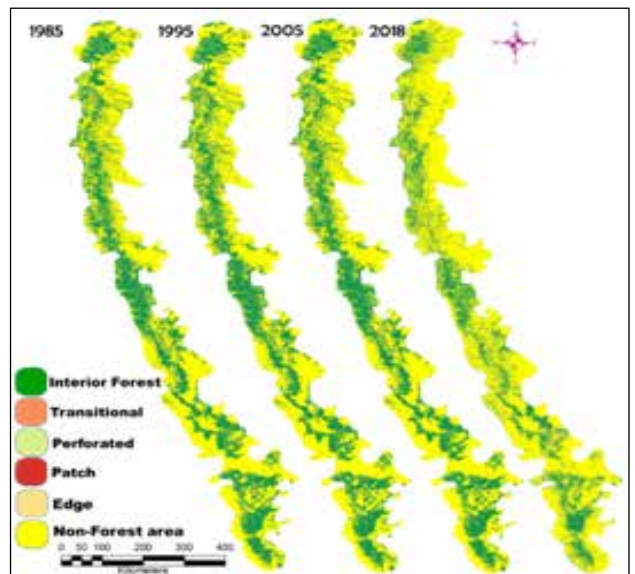 1985 1995 2005 2018
Interior Forest
Transitional
Perforated
Patch
Edge
Non-Forest area
0 50 100 200 300 400
Kilometers